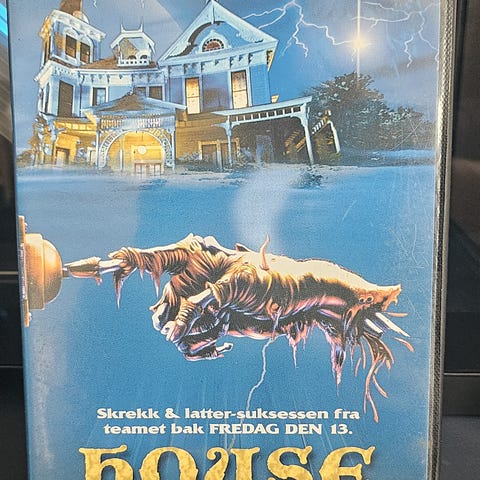 Skrekk & latter-suksessen fra
teamet bak FREDAG DEN 13.
HOUSE